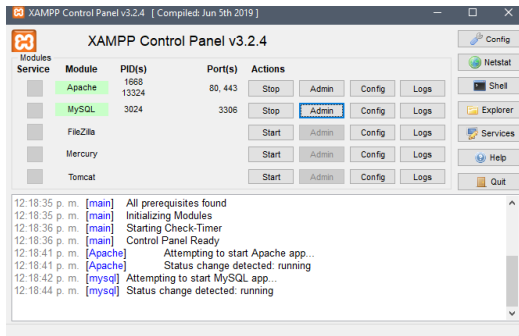 XAMPP Control Panel v3.2.4 [ Compiled: Jun 5th 2019 ]
XAMPP Control Panel v3.2.4
Config
Modules
Service Module PID(s) Port(s) Actions
Netstat
Apache 1668 13324 80, 443 Stop Admin Config Logs
Shell
MySQL 3024 3306 Stop Admin Config Logs
Explorer
FileZilla Start Admin Config Logs
Services
Mercury Start Admin Config Logs
Help
Tomcat Start Admin Config Logs
Quit
12:18:35 p. m. [main] All prerequisites found
12:18:35 p. m. [main] Initializing Modules
12:18:36 p. m. [main] Starting Check-Timer
12:18:36 p. m. [main] Control Panel Ready
12:18:41 p. m. [Apache] Attempting to start Apache app...
12:18:41 p. m. [Apache] Status change detected: running
12:18:42 p. m. [mysql] Attempting to start MySQL app...
12:18:44 p. m. [mysql] Status change detected: running